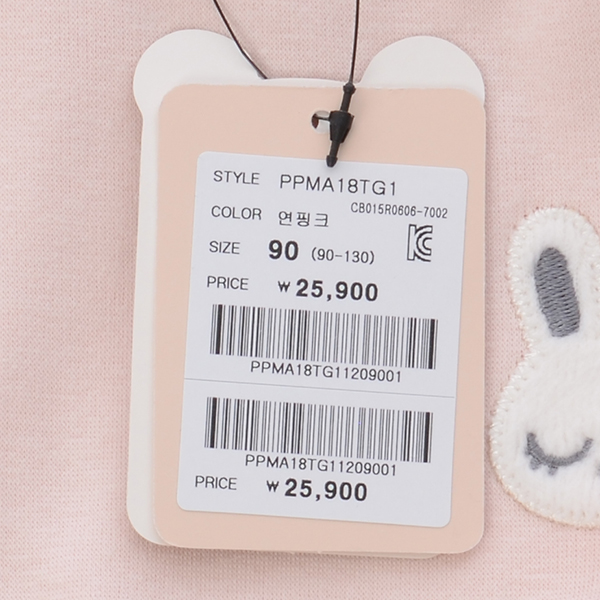 STYLE PPMA18TG1
COLOR 연핑크 CB015R0606-7002
SIZE 90 (90-130)
PRICE ₩ 25,900
PPMA18TG11209001
PPMA18TG11209001
PRICE ₩ 25,900